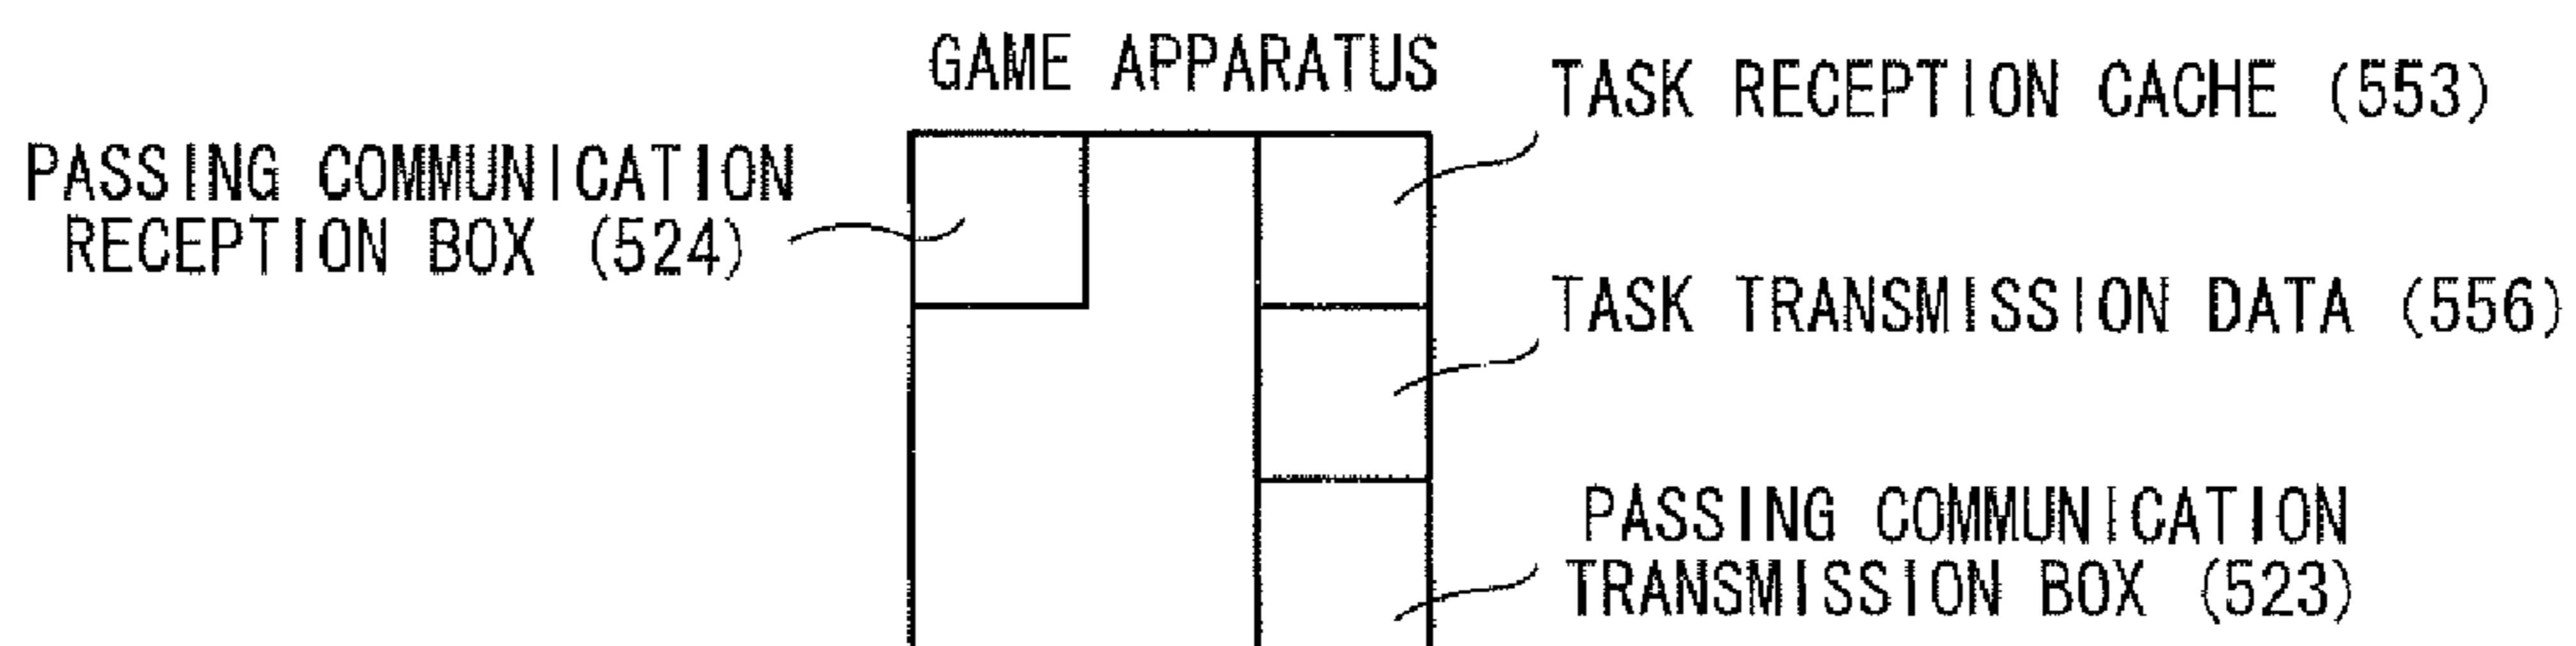 GAME APPARATUS
PASSING COMMUNICATION
RECEPTION BOX (524)
TASK RECEPTION CACHE (553)
TASK TRANSMISSION DATA (556)
PASSING COMMUNICATION
TRANSMISSION BOX (523)